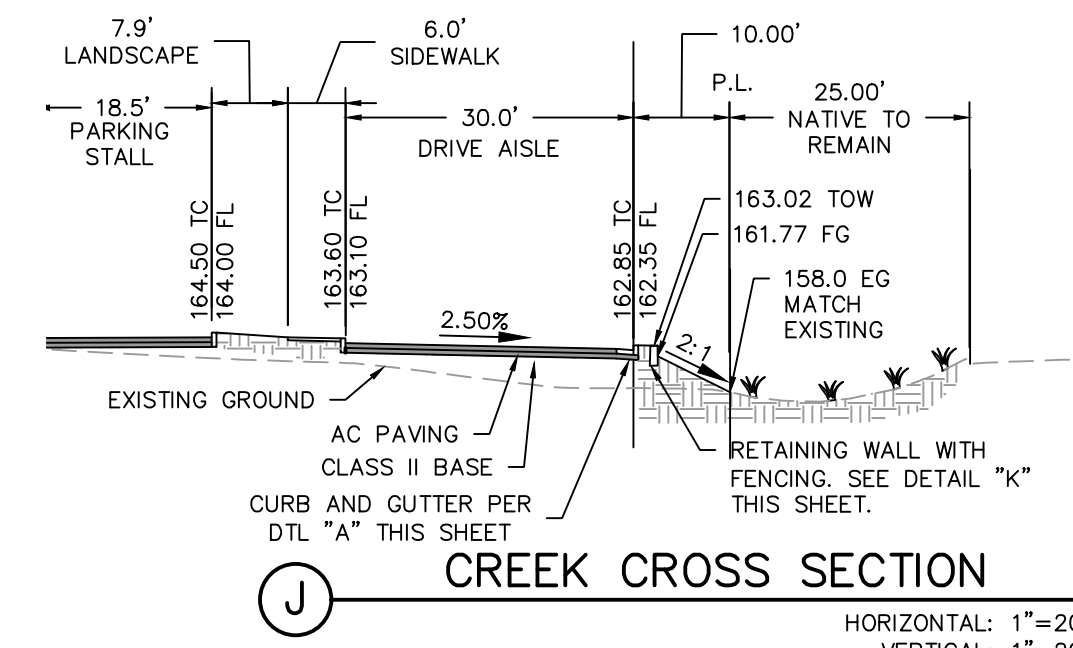 7.9'
LANDSCAPE
6.0'
SIDEWALK
10.00'
P.L.
18.5'
PARKING
STALL
30.0'
DRIVE AISLE
25.00'
NATIVE TO
REMAIN
164.50 TC
164.00 FL
163.60 TC
163.10 FL
162.85 TC
162.35 FL
163.02 TOW
161.77 FG
158.0 EG
MATCH
EXISTING
2.50%
2:1
EXISTING GROUND
AC PAVING
CLASS II BASE
CURB AND GUTTER PER
DTL "A" THIS SHEET
RETAINING WALL WITH
FENCING. SEE DETAIL "K"
THIS SHEET.
J
CREEK CROSS SECTION
HORIZONTAL:
VERTICAL: